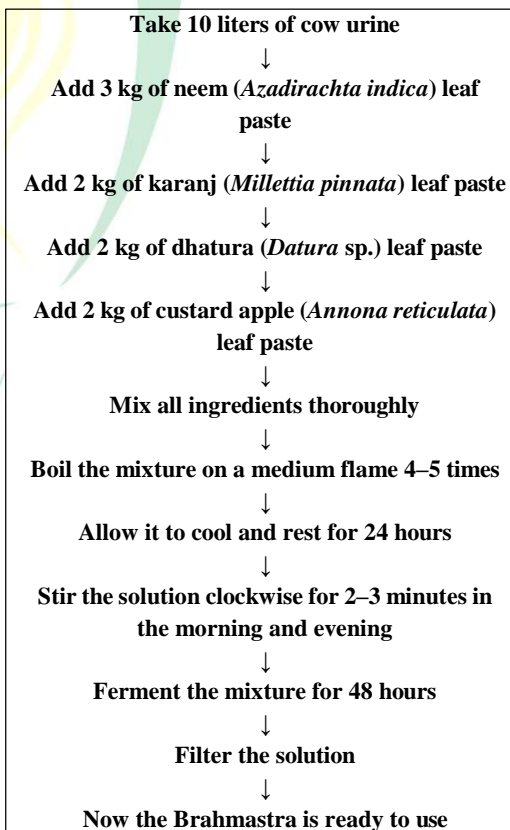 Take 10 liters of cow urine
↓
Add 3 kg of neem (Azadirachta indica) leaf
paste
↓
Add 2 kg of karanj (Millettia pinnata) leaf paste
↓
Add 2 kg of dhatura (Datura sp.) leaf paste
↓
Add 2 kg of custard apple (Annona reticulata)
leaf paste
↓
Mix all ingredients thoroughly
↓
Boil the mixture on a medium flame 4–5 times
↓
Allow it to cool and rest for 24 hours
↓
Stir the solution clockwise for 2–3 minutes in
the morning and evening
↓
Ferment the mixture for 48 hours
↓
Filter the solution
↓
Now the Brahmastra is ready to use